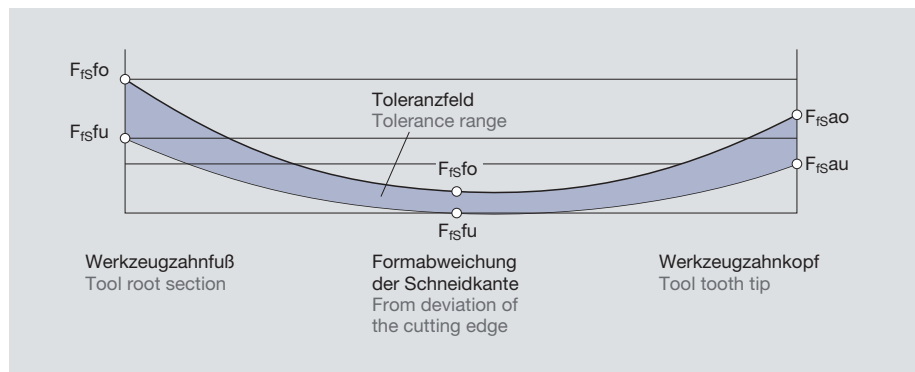 FfSfo
Toleranzfeld
Tolerance range
FfSao
FfSfu
FfSfo
FfSau
FfSfu
Werkzeugzahnfuß
Tool root section
Formabweichung
der Schneidkante
From deviation of
the cutting edge
Werkzeugzahnkopf
Tool tooth tip